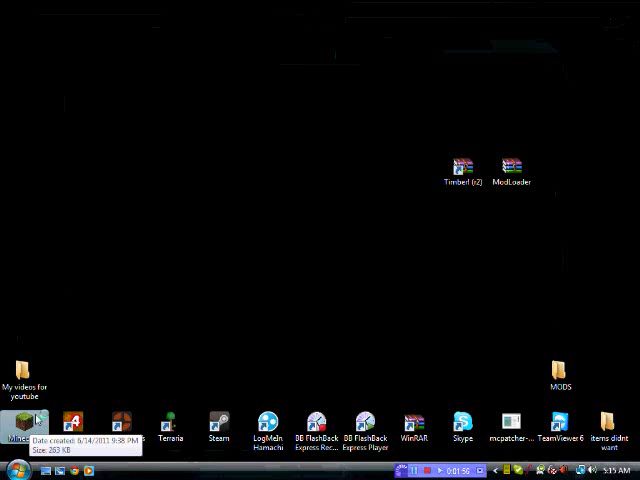 Timberl (r2)
ModLoader
My videos for
youtube
MODS
Terraria
Steam
LogMeIn
Hamachi
BB FlashBack
Express Rec...
BB FlashBack
Express Player
WinRAR
Skype
mcpatcher-...
TeamViewer 6
items didnt
want
Date created: 6/14/2011 9:38 PM
Size: 263 KB
0:01:56
5:15 AM